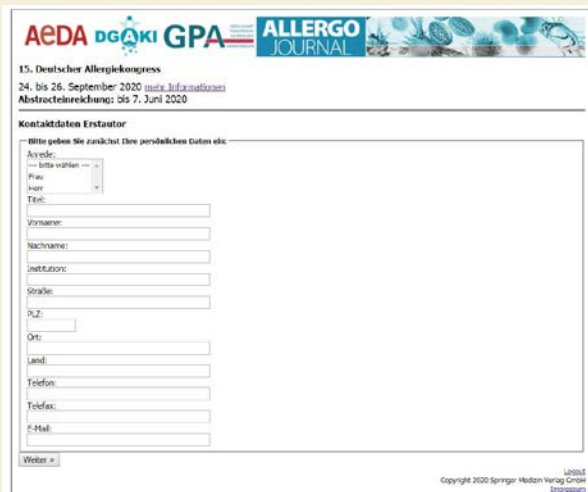 AeDA DGAKI GPA ALLERGO JOURNAL
15. Deutscher Allergiekongress
24. bis 26. September 2020 mehr Informationen
Abstracteinreichung: bis 7. Juni 2020
Kontaktdaten Erstautor
Bitte geben Sie zunächst Ihre persönlichen Daten ein:
Anrede:
--- bitte wählen ---
Frau
Herr
Titel:
Vorname:
Nachname:
Institution:
Straße:
PLZ:
Ort:
Land:
Telefon:
Telefax:
E-Mail:
Weiter »
Logout
Copyright 2020 Springer Medizin Verlag GmbH
Impressum